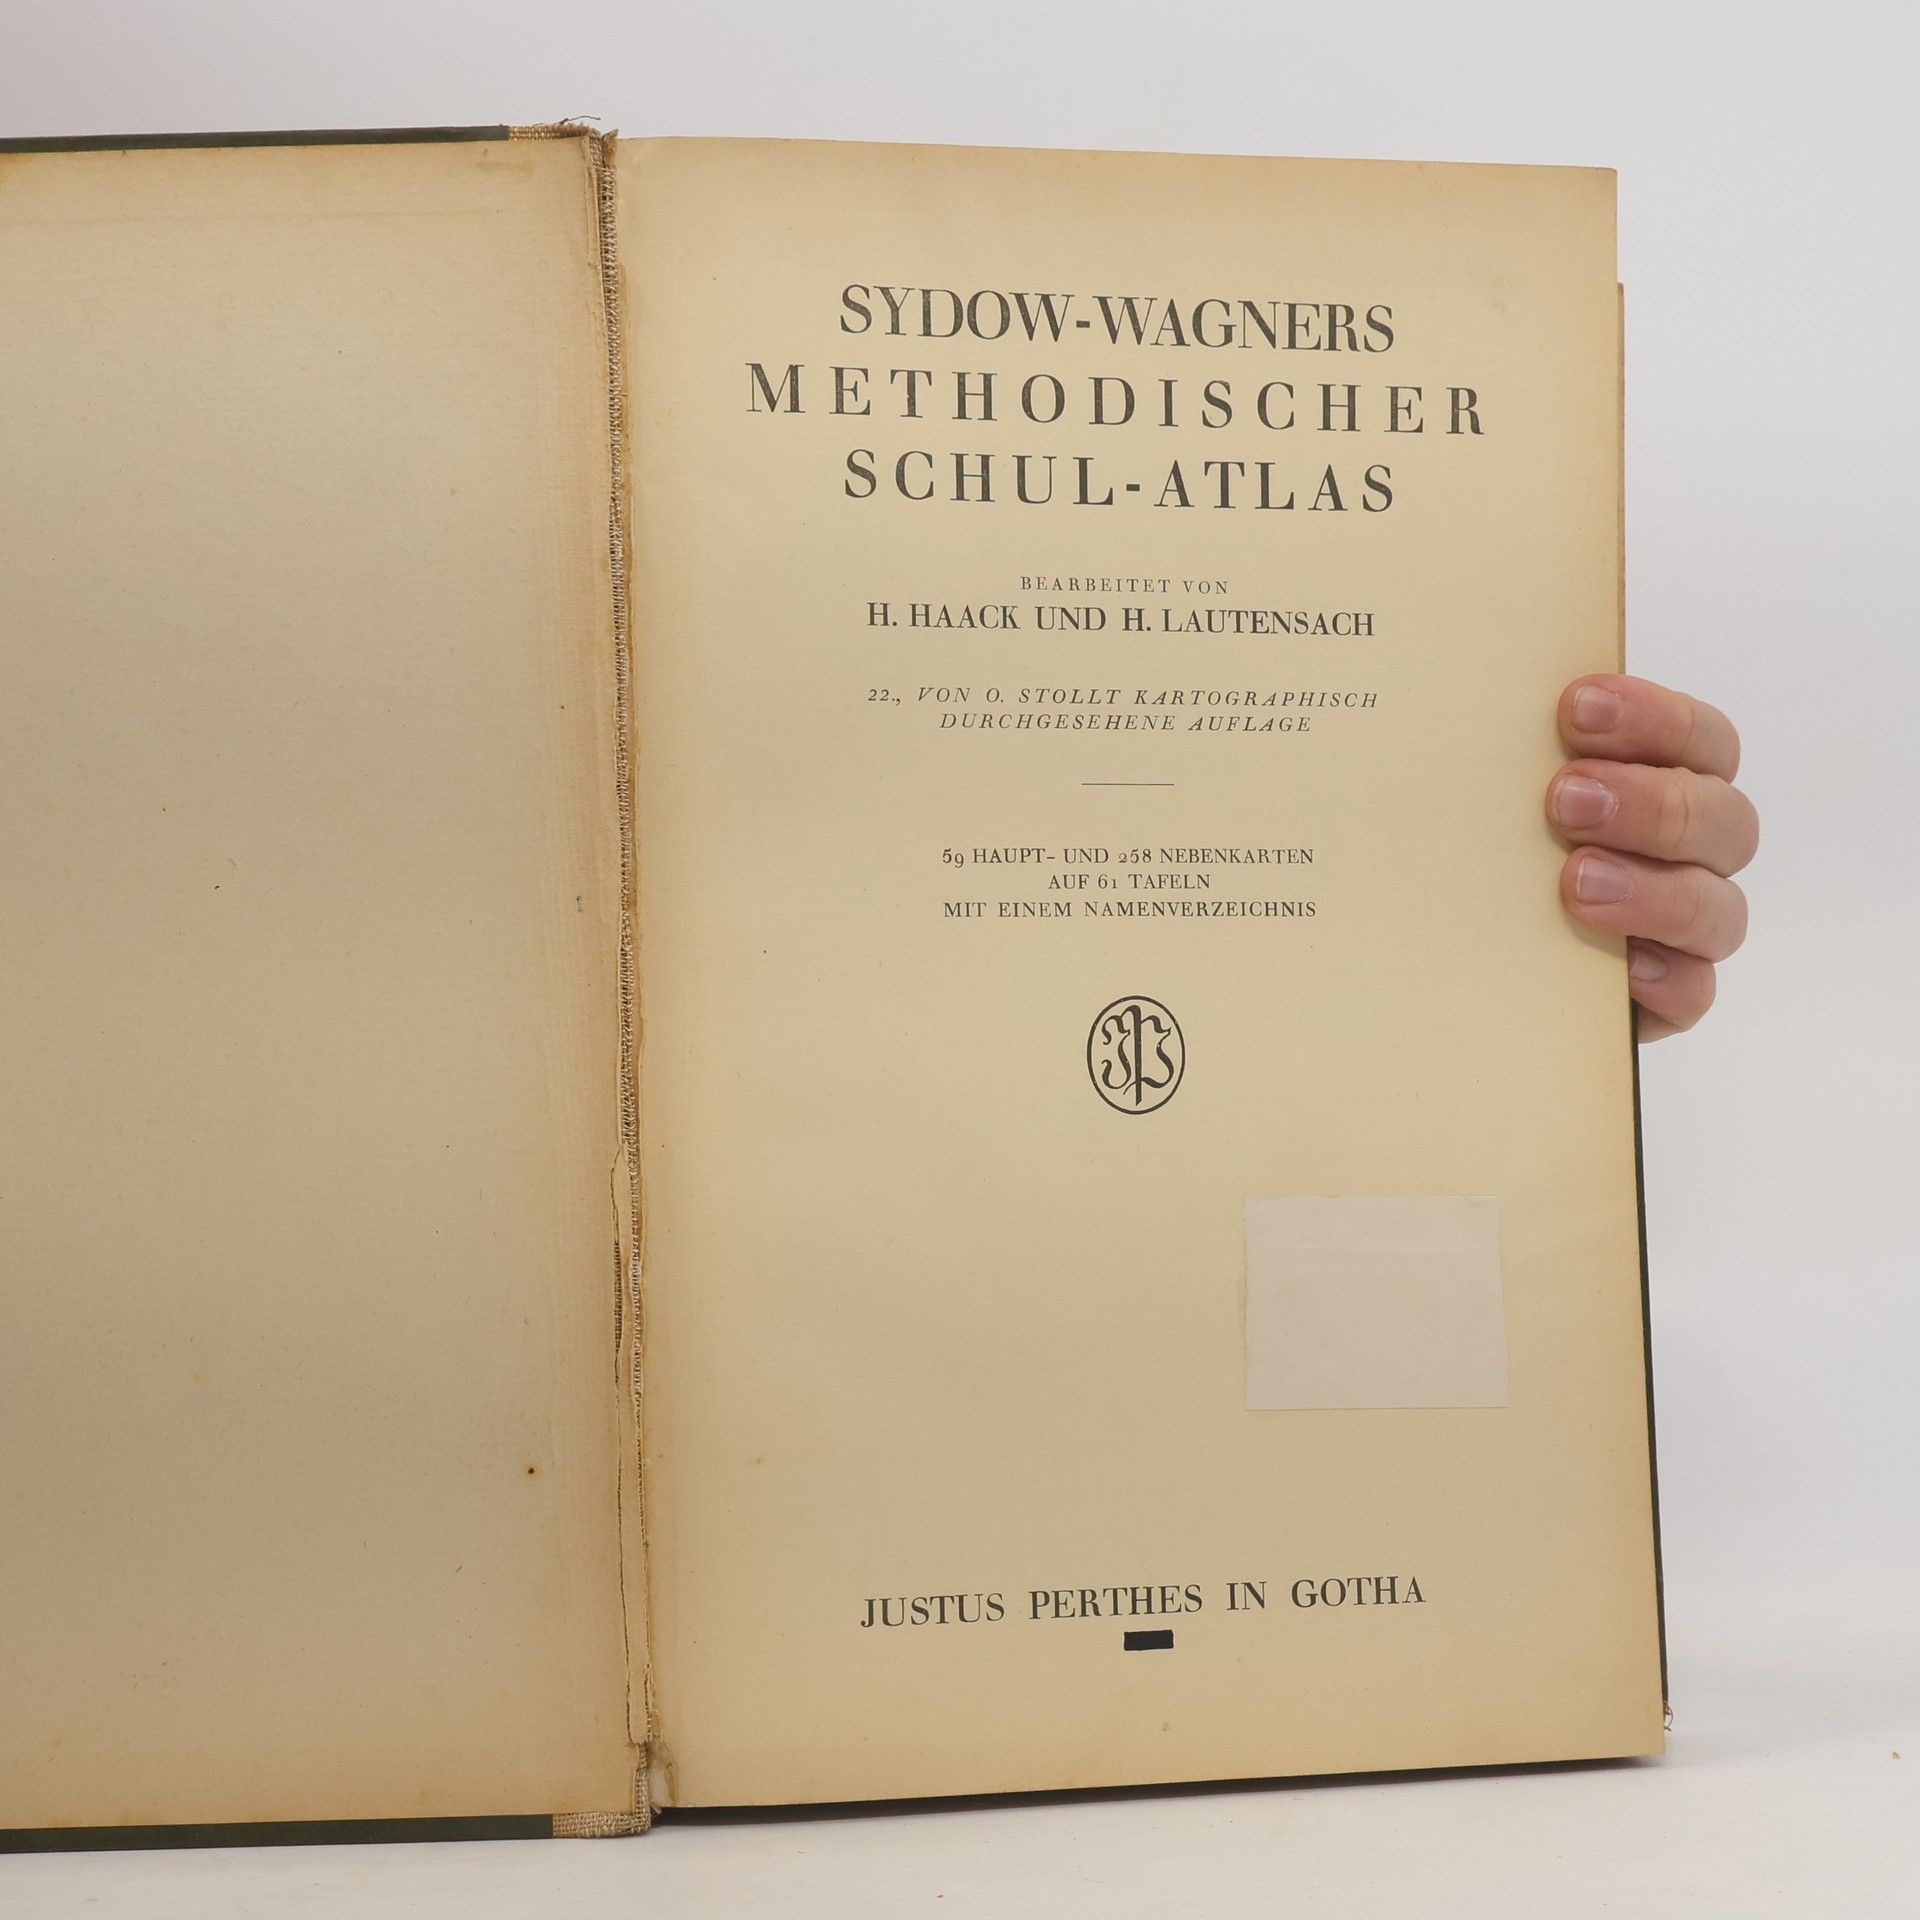 SYDOW-WAGNERS
METHODISCHER
SCHUL-ATLAS
BEARBEITET VON
H. HAACK UND H. LAUTENSACH
22., VON O. STOLLT KARTOGRAPHISCH
DURCHGESEHENE AUFLAGE
59 HAUPT- UND 258 NEBENKARTEN
AUF 61 TAFELN
MIT EINEM NAMENVERZEICHNIS
JP
JUSTUS PERTHES IN GOTHA